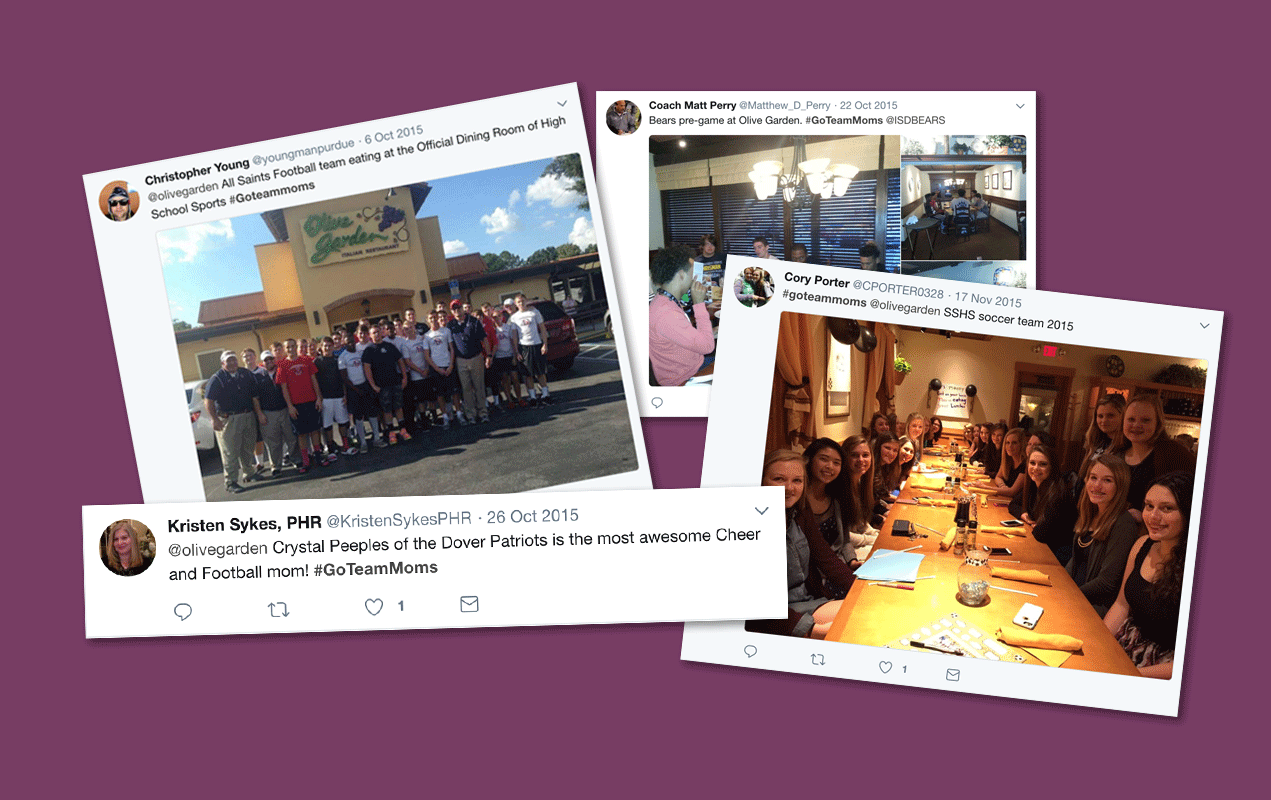 Christopher Young @youngmanpurdue · 6 Oct 2015
@olivegarden All Saints Football team eating at the Official Dining Room of High
School Sports #Goteammoms
Olive
Garden
ITALIAN RESTAURANT
Coach Matt Perry @Matthew_D_Perry · 22 Oct 2015
Bears pre-game at Olive Garden. #GoTeamMoms @ISDBEARS
Cory Porter @CPORTER0328 · 17 Nov 2015
#goteammoms @olivegarden SSHS soccer team 2015
1
Kristen Sykes, PHR @KristenSykesPHR · 26 Oct 2015
@olivegarden Crystal Peeples of the Dover Patriots is the most awesome Cheer
and Football mom! #GoTeamMoms
1